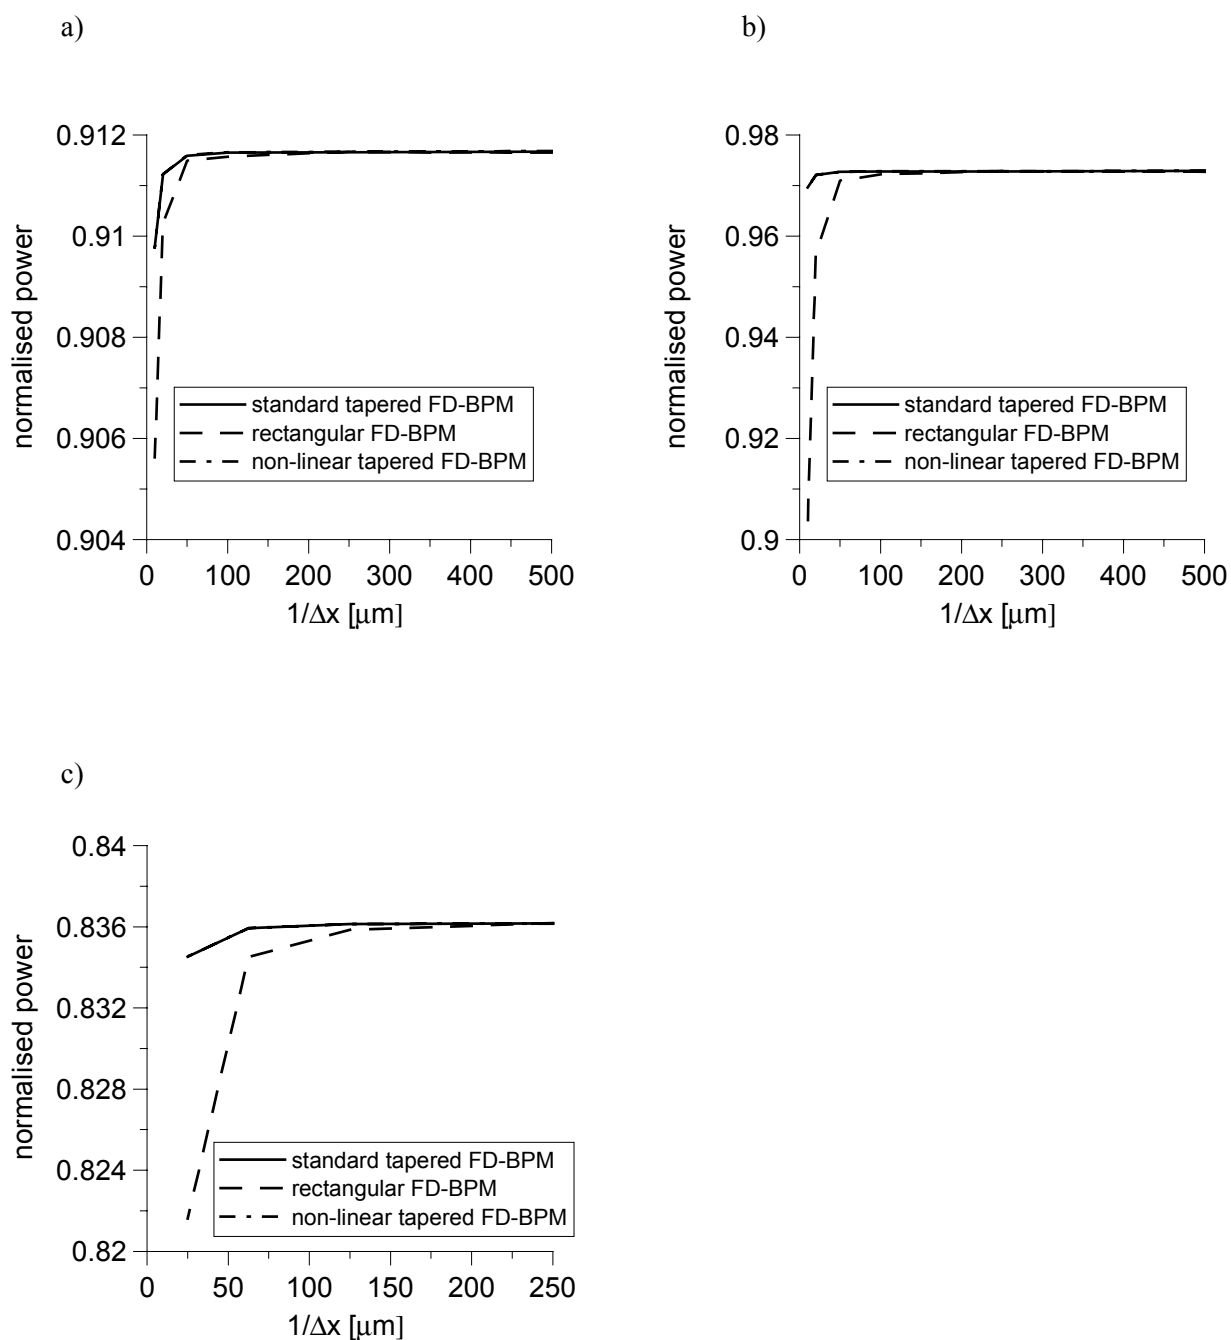 a)
0.912
0.91
0.908
0.906
0.904
normalised power
standard tapered FD-BPM
rectangular FD-BPM
non-linear tapered FD-BPM
0 100 200 300 400 500
1/Δx [μm]
b)
0.98
0.96
0.94
0.92
0.9
normalised power
standard tapered FD-BPM
rectangular FD-BPM
non-linear tapered FD-BPM
0 100 200 300 400 500
1/Δx [μm]
c)
0.84
0.836
0.832
0.828
0.824
0.82
normalised power
standard tapered FD-BPM
rectangular FD-BPM
non-linear tapered FD-BPM
0 50 100 150 200 250
1/Δx [μm]